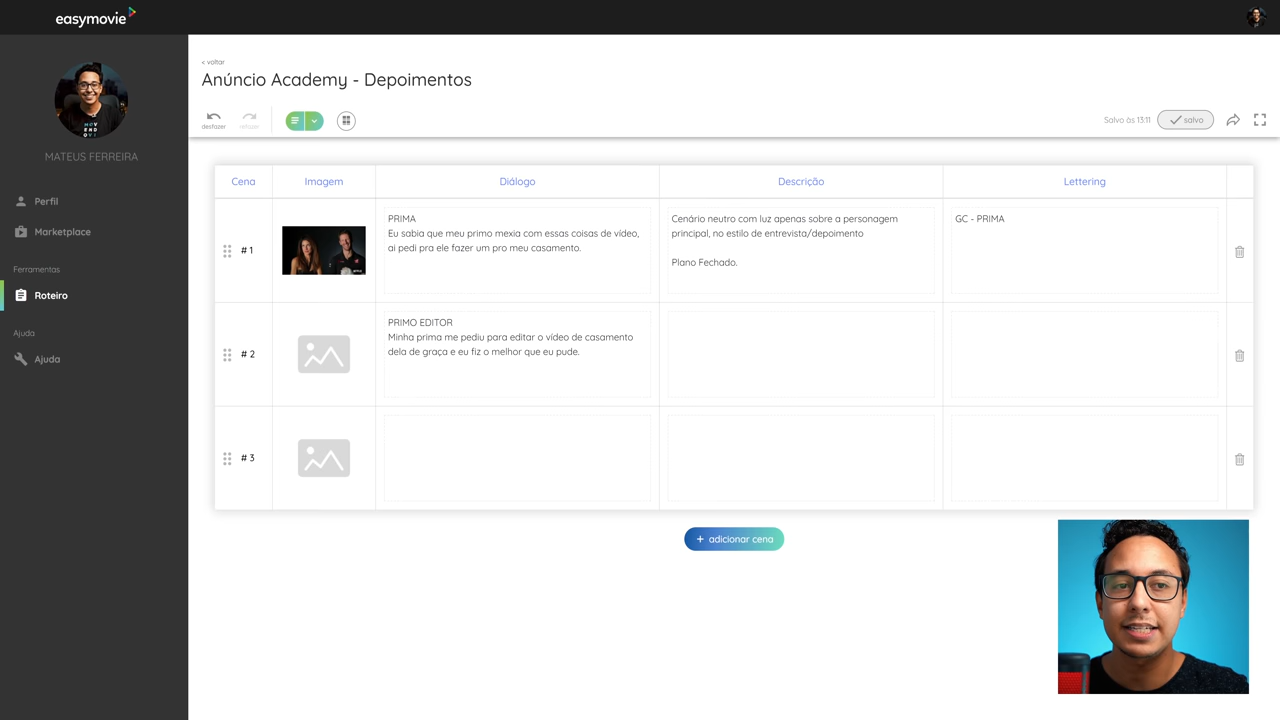 easymovie
MATEUS FERREIRA
Perfil
Marketplace
Ferramentas
Roteiro
Ajuda
Ajuda
< voltar
Anúncio Academy - Depoimentos
desfazer
refazer
Salvo às 13:11
salvo
Cena
Imagem
Diálogo
Descrição
Lettering
# 1
PRIMA
Eu sabia que meu primo mexia com essas coisas de vídeo,
ai pedi pra ele fazer um pro meu casamento.
Cenário neutro com luz apenas sobre a personagem
principal, no estilo de entrevista/depoimento
Plano Fechado.
GC - PRIMA
# 2
PRIMO EDITOR
Minha prima me pediu para editar o vídeo de casamento
dela de graça e eu fiz o melhor que eu pude.
# 3
+ adicionar cena